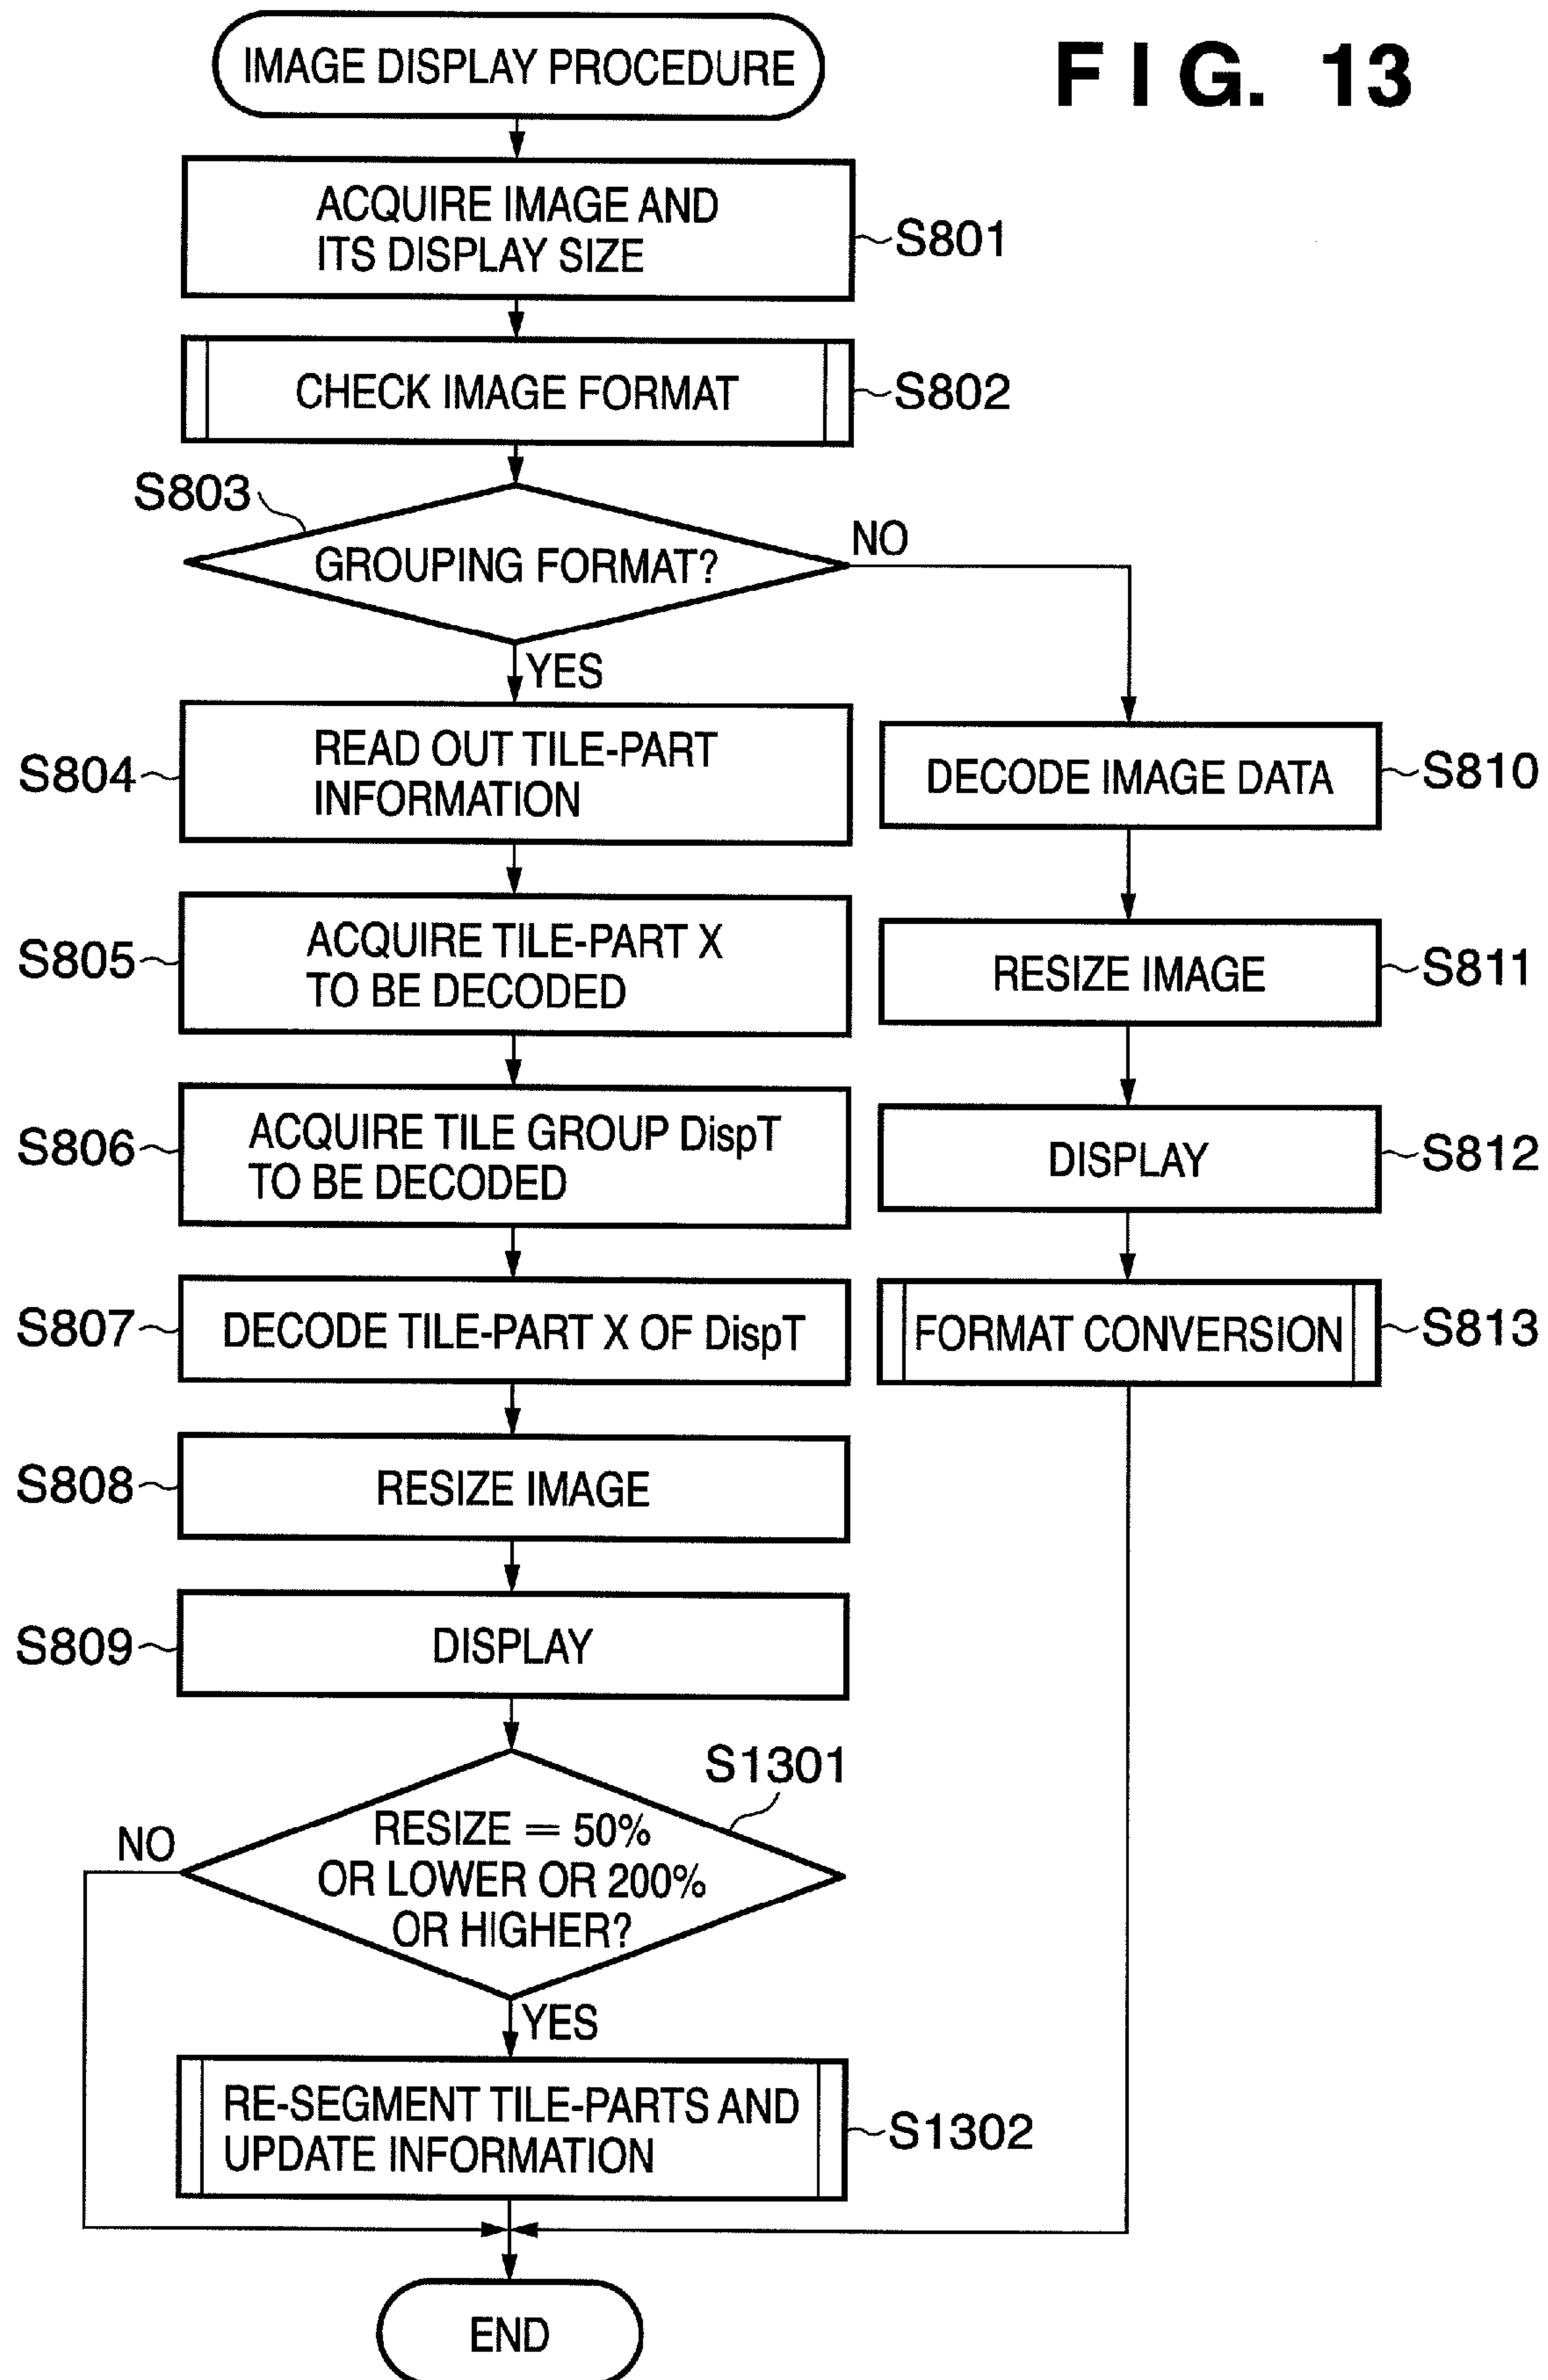 IMAGE DISPLAY PROCEDURE
FIG. 13
ACQUIRE IMAGE AND
ITS DISPLAY SIZE
S801
CHECK IMAGE FORMAT
S802
S803
GROUPING FORMAT?
NO
YES
S804
READ OUT TILE-PART
INFORMATION
DECODE IMAGE DATA
S810
S805
ACQUIRE TILE-PART X
TO BE DECODED
RESIZE IMAGE
S811
S806
ACQUIRE TILE GROUP DispT
TO BE DECODED
DISPLAY
S812
S807
DECODE TILE-PART X OF DispT
FORMAT CONVERSION
S813
S808
RESIZE IMAGE
S809
DISPLAY
S1301
NO
RESIZE = 50%
OR LOWER OR 200%
OR HIGHER?
YES
RE-SEGMENT TILE-PARTS AND
UPDATE INFORMATION
S1302
END